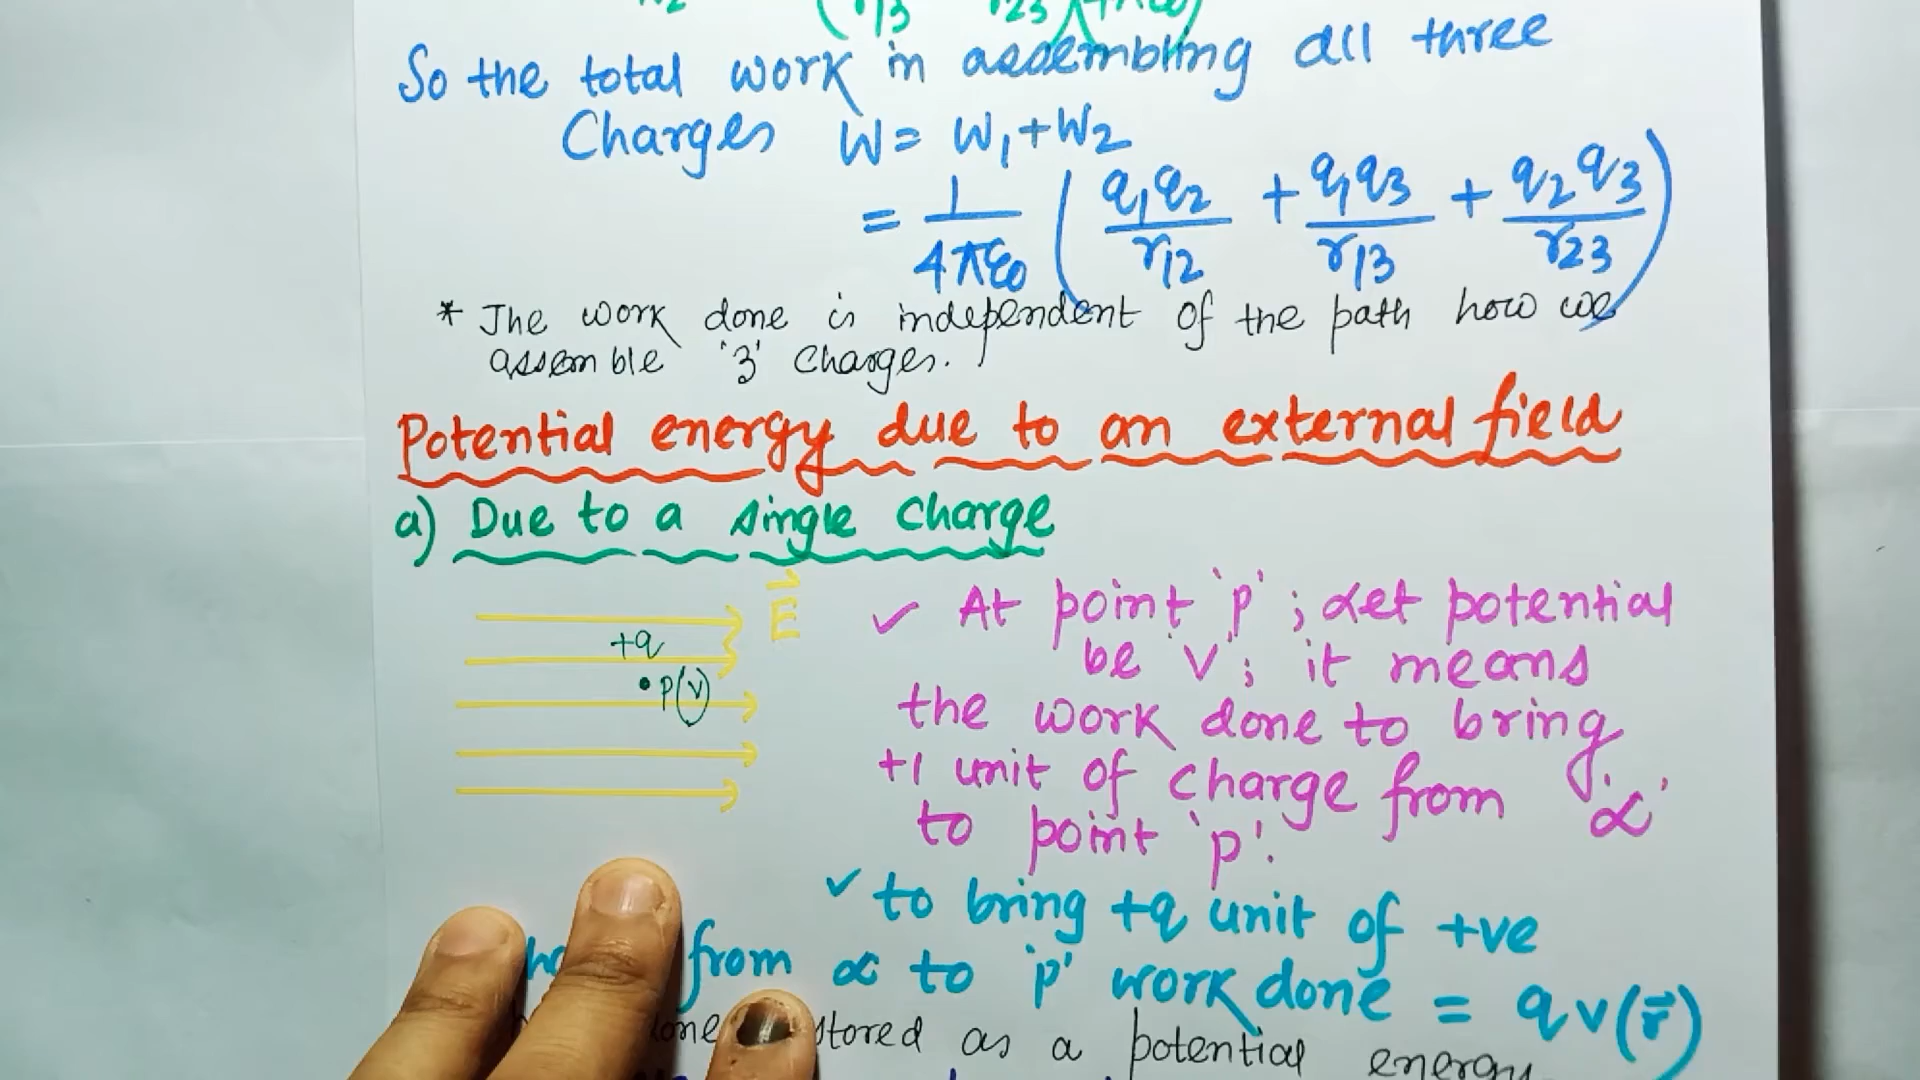 So the total work in assembling all three
Charges W = W₁+W₂
= 1/4πε₀ (q₁q₂/r₁₂ + q₁q₃/r₁₃ + q₂q₃/r₂₃)
* The work done is independent of the path how we
assemble '3' charges.
Potential energy due to an external field
a) Due to a single charge
E⃗
+q
• p(v)
✓ At point 'p'; Let potential
be 'V'; it means
the work done to bring
+1 unit of charge from '∝'
to point 'p'.
✓ to bring +q unit of +ve
from ∝ to 'p' work done = qv(r⃗)
stored as a potential energy